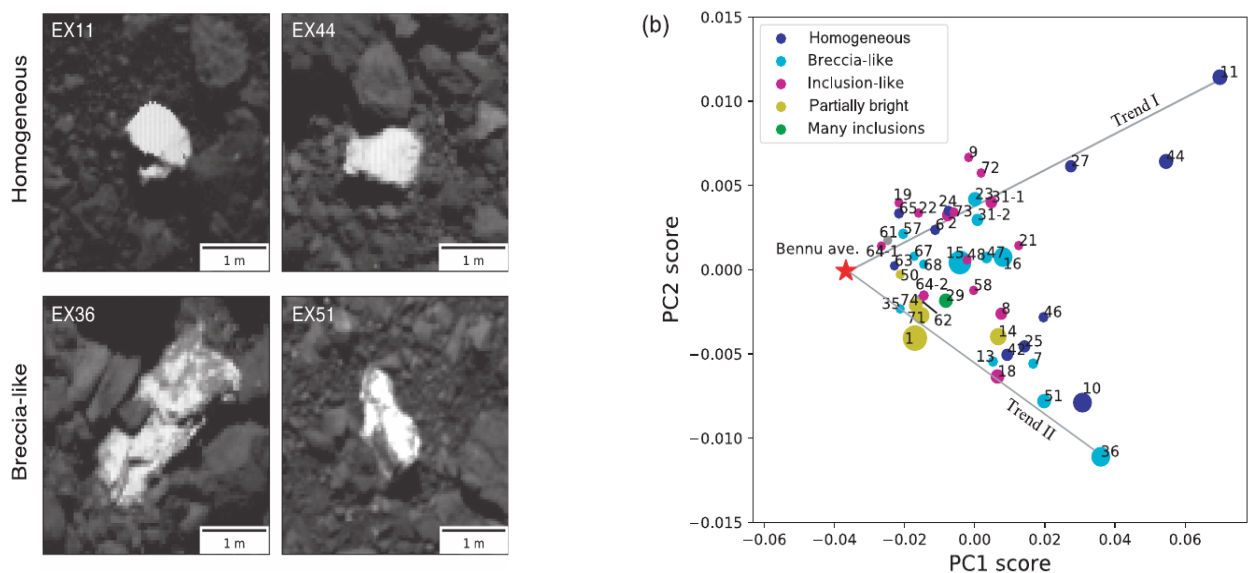 Homogeneous
EX11
1 m
EX44
1 m
Breccia-like
EX36
1 m
EX51
1 m
(b)
Homogeneous
Breccia-like
Inclusion-like
Partially bright
Many inclusions
PC2 score
0.015
0.010
0.005
0.000
−0.005
−0.010
−0.015
−0.06
−0.04
−0.02
0.00
0.02
0.04
0.06
PC1 score
Trend I
Trend II
Bennu ave.
11
44
27
9
72
19
65
22
24
23
31-1
73
6
2
31-2
61
57
64-1
63
67
68
15
48
47
16
21
50
64-2
58
35
74
71
29
62
1
8
46
14
25
42
13
7
18
51
10
36